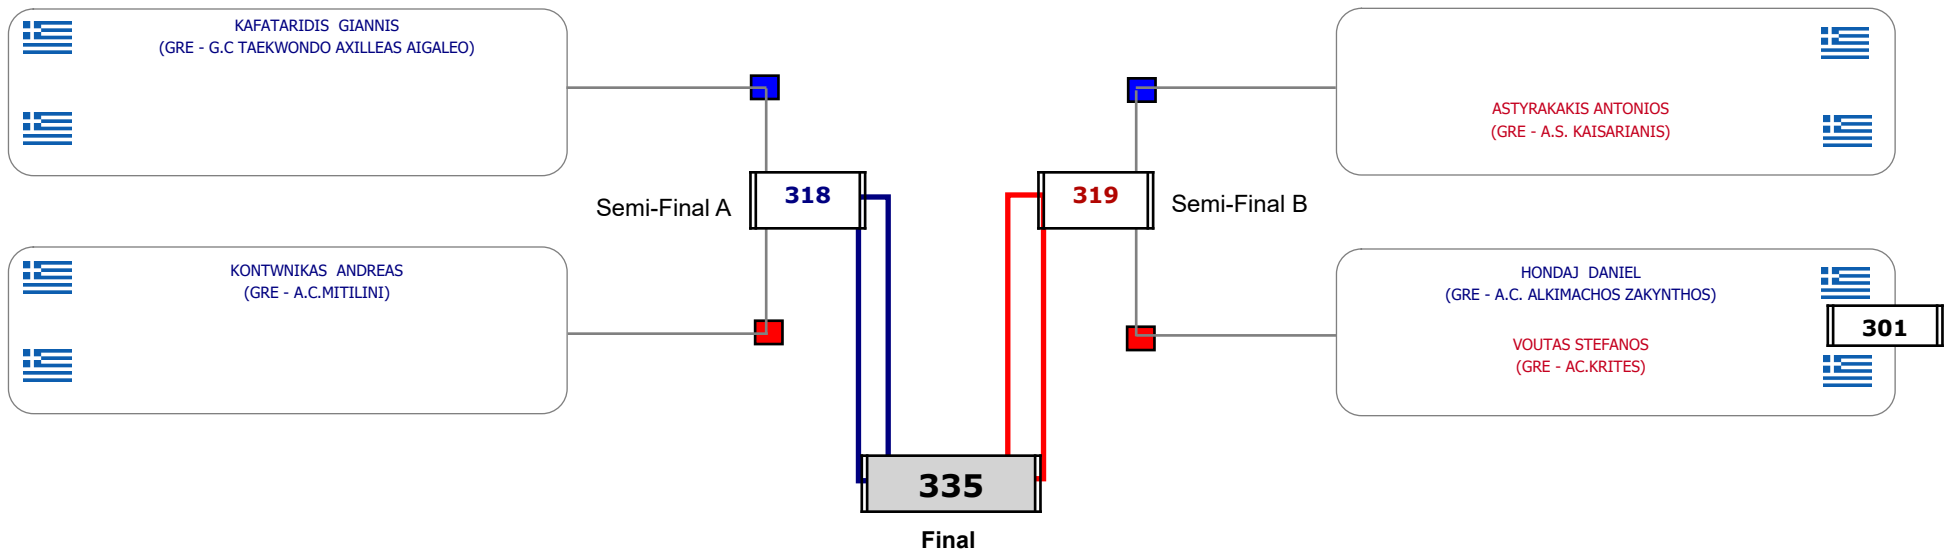 KAFATARIDIS GIANNIS
(GRE - G.C TAEKWONDO AXILLEAS AIGALEO)
ASTYRAKAKIS ANTONIOS
(GRE - A.S. KAISARIANIS)
Semi-Final A
318
319
Semi-Final B
KONTWNIKAS ANDREAS
(GRE - A.C.MITILINI)
HONDAJ DANIEL
(GRE - A.C. ALKIMACHOS ZAKYNTHOS)
301
VOUTAS STEFANOS
(GRE - AC.KRITES)
335
Final